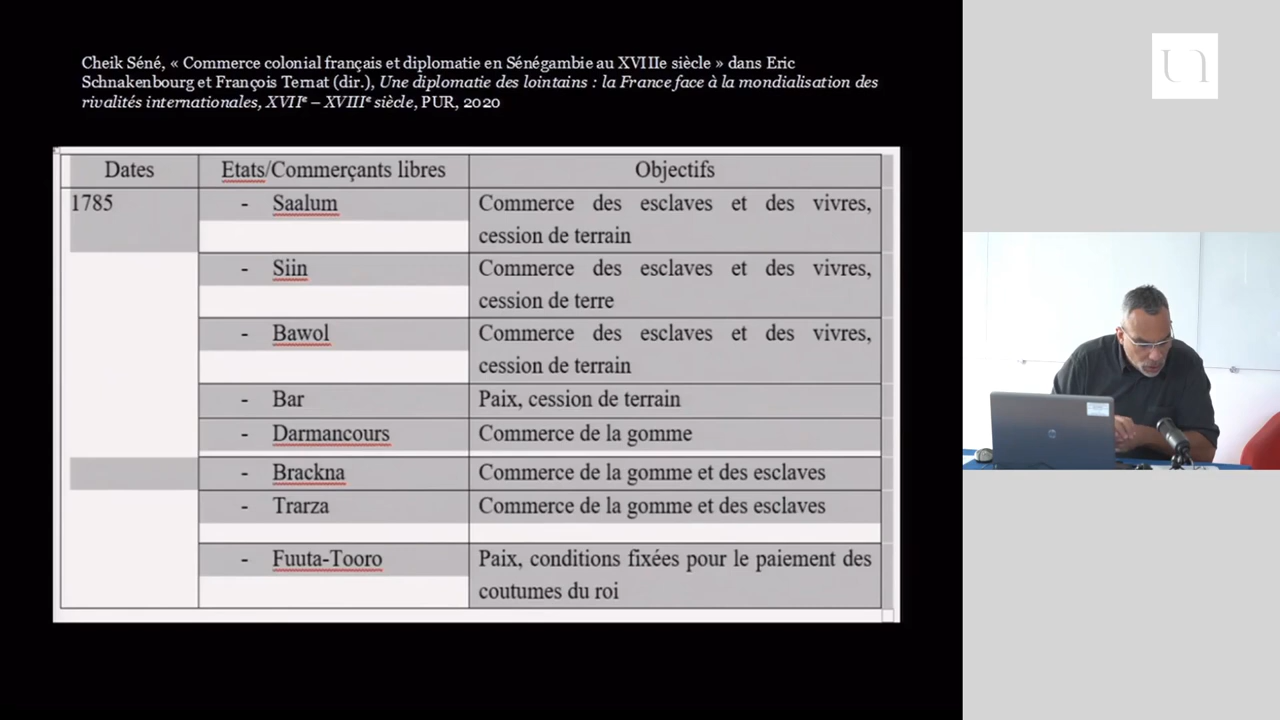 Cheik Séné, « Commerce colonial français et diplomatie en Sénégambie au XVIIIe siècle » dans Eric
Schnakenbourg et François Ternat (dir.), Une diplomatie des lointains : la France face à la mondialisation des
rivalités internationales, XVIIe – XVIIIe siècle, PUR, 2020
Dates Etats/Commerçants libres Objectifs
1785 - Saalum Commerce des esclaves et des vivres,
cession de terrain
- Siin Commerce des esclaves et des vivres,
cession de terre
- Bawol Commerce des esclaves et des vivres,
cession de terrain
- Bar Paix, cession de terrain
- Darmancours Commerce de la gomme
- Brackna Commerce de la gomme et des esclaves
- Trarza Commerce de la gomme et des esclaves
- Fuuta-Tooro Paix, conditions fixées pour le paiement des
coutumes du roi